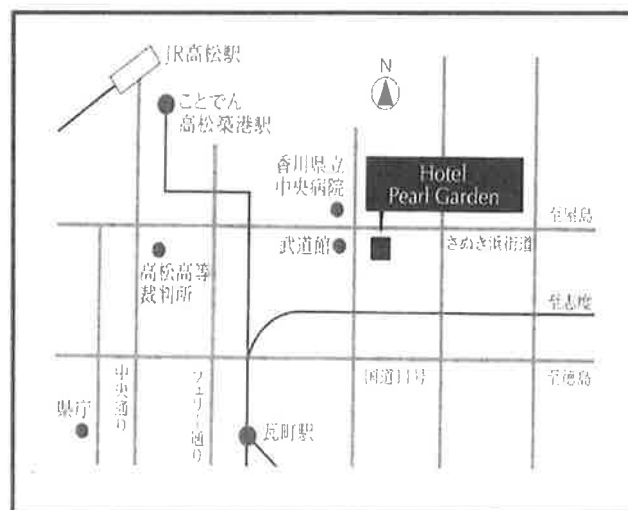 JR高松駅
ことでん
高松築港駅
N
香川県立
中央病院
Hotel
Pearl Garden
至屋島
武道館
さぬき浜街道
高松高等
裁判所
至志度
国道11号
至徳島
中央通り
フェリー通り
県庁
瓦町駅